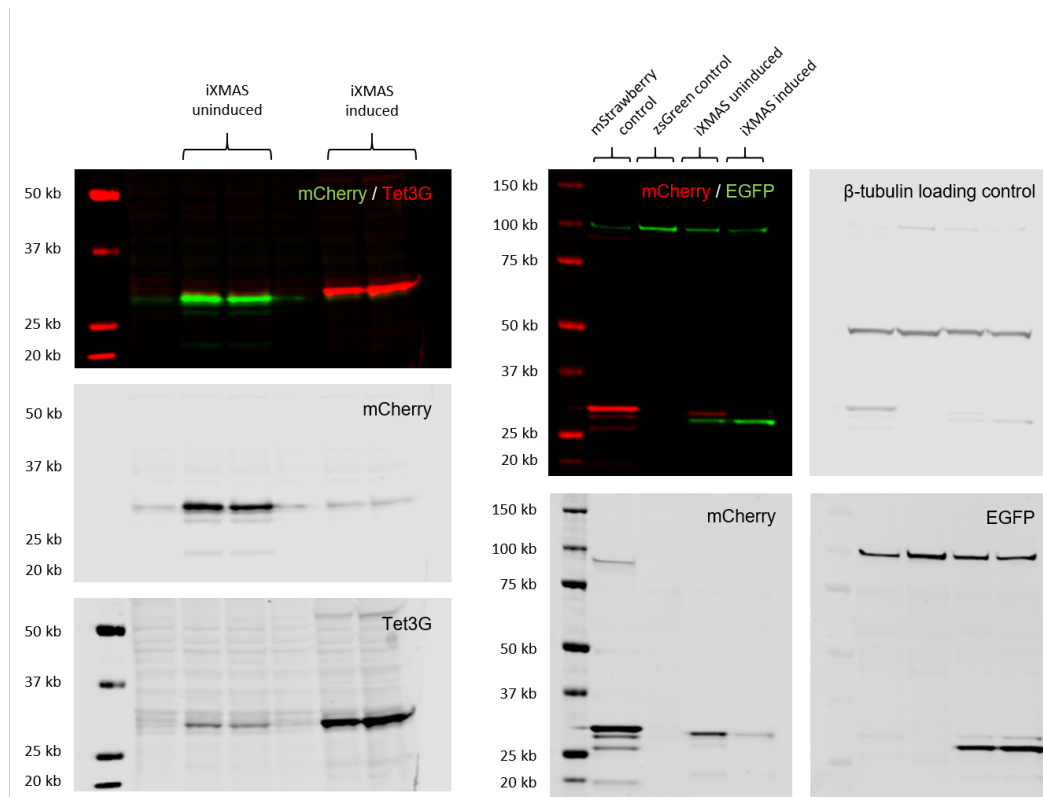 iXMAS
uninduced
iXMAS
induced
50 kb
37 kb
25 kb
20 kb
mCherry / Tet3G
50 kb
37 kb
25 kb
20 kb
mCherry
50 kb
37 kb
25 kb
20 kb
Tet3G
mStrawberry
control
zsGreen control
iXMAS uninduced
iXMAS induced
150 kb
100 kb
75 kb
50 kb
37 kb
25 kb
20 kb
mCherry / EGFP
β-tubulin loading control
150 kb
100 kb
75 kb
50 kb
37 kb
25 kb
20 kb
mCherry
EGFP